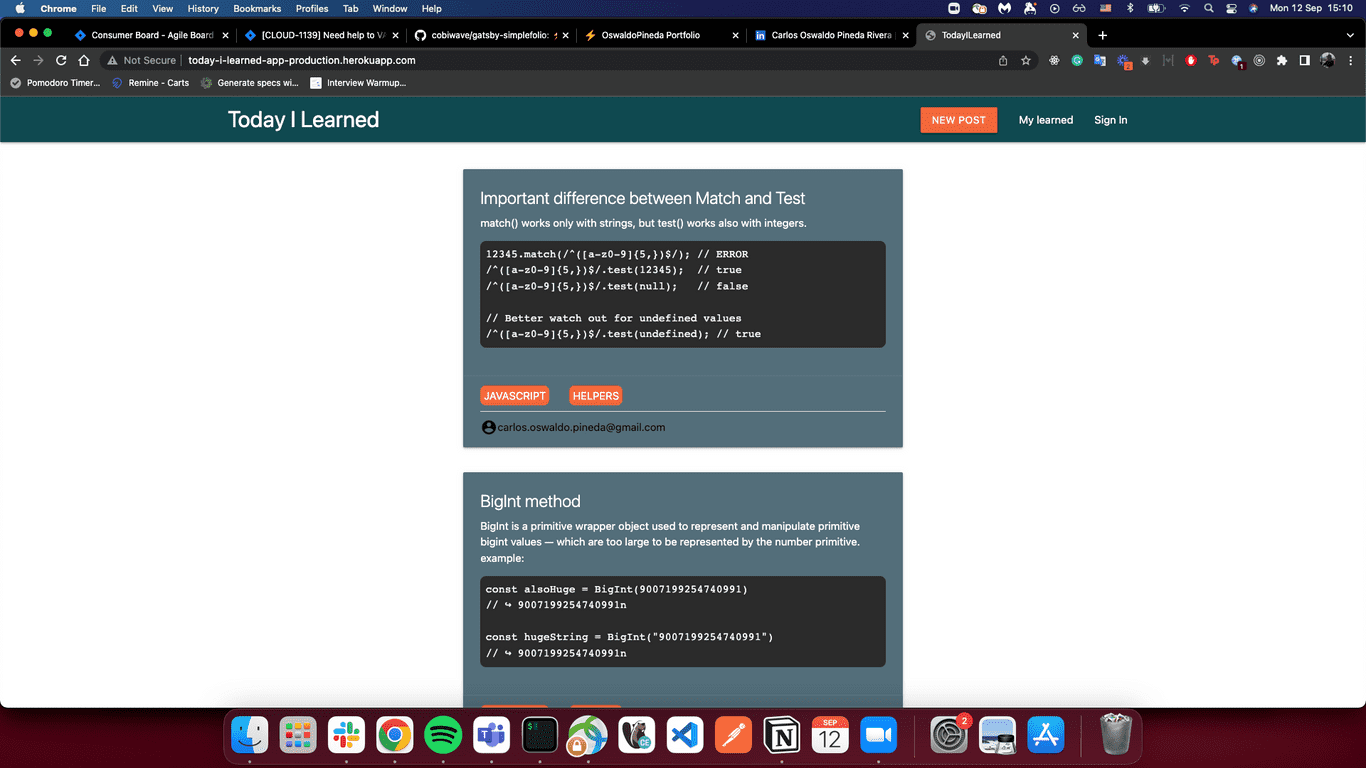 Chrome File Edit View History Bookmarks Profiles Tab Window Help Mon 12 Sep 15:10
Consumer Board - Agile Board [CLOUD-1139] Need help to VA cobiwave/gatsby-simplefolio: OswaldoPineda Portfolio Carlos Oswaldo Pineda Rivera TodayILearned
Not Secure today-i-learned-app-production.herokuapp.com
Pomodoro Timer... Remine - Carts Generate specs wi... Interview Warmup...
Today I Learned NEW POST My learned Sign In
Important difference between Match and Test
match() works only with strings, but test() works also with integers.
12345.match(/^([a-z0-9]{5,})$/); // ERROR
/^([a-z0-9]{5,})$/.test(12345); // true
/^([a-z0-9]{5,})$/.test(null); // false
// Better watch out for undefined values
/^([a-z0-9]{5,})$/.test(undefined); // true
JAVASCRIPT HELPERS
carlos.oswaldo.pineda@gmail.com
BigInt method
BigInt is a primitive wrapper object used to represent and manipulate primitive
bigint values — which are too large to be represented by the number primitive.
example:
const alsoHuge = BigInt(9007199254740991)
// ↪ 9007199254740991n
const hugeString = BigInt("9007199254740991")
// ↪ 9007199254740991n
SEP
12
2